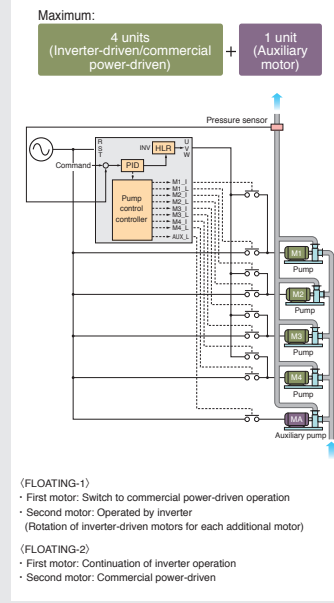 Maximum:
4 units
(Inverter-driven/commercial
power-driven)
+
1 unit
(Auxiliary
motor)
Pressure sensor
R
S
T
INV
HLR
U
V
W
Command
PID
Pump
control
controller
M1_I
M1_L
M2_I
M2_L
M3_I
M3_L
M4_I
M4_L
AUX_L
M1
Pump
M2
Pump
M3
Pump
M4
Pump
MA
Auxiliary pump
〈FLOATING-1〉
・First motor: Switch to commercial power-driven operation
・Second motor: Operated by inverter
(Rotation of inverter-driven motors for each additional motor)
〈FLOATING-2〉
・First motor: Continuation of inverter operation
・Second motor: Commercial power-driven